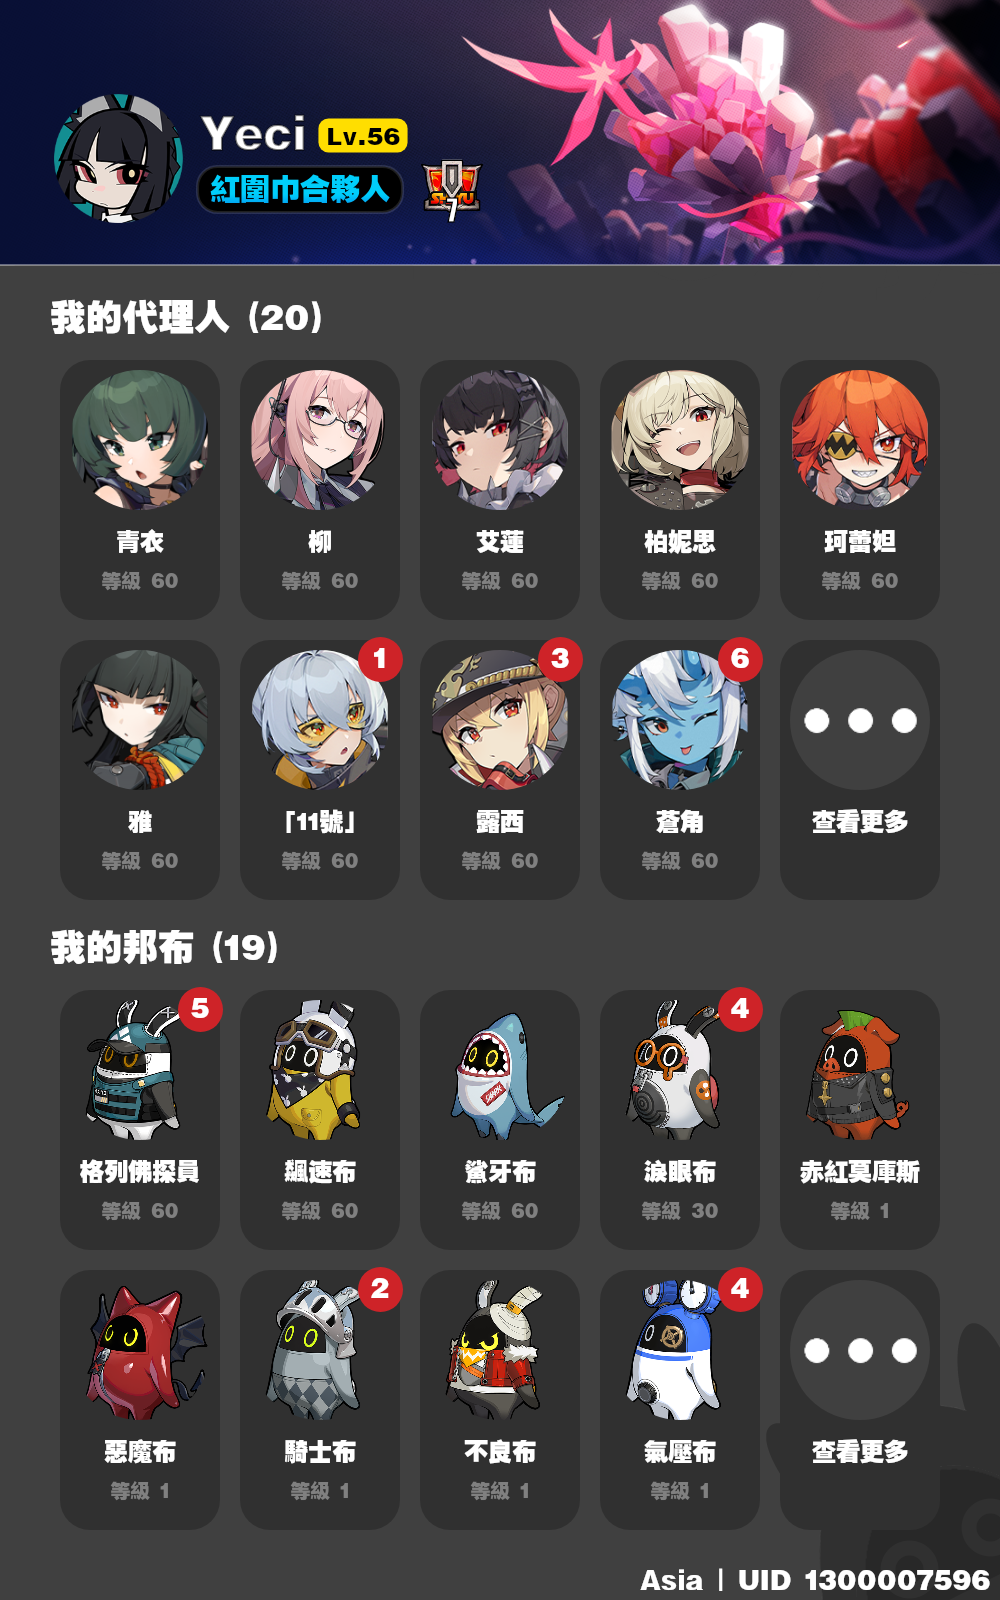 Yeci Lv.56
紅圍巾合夥人
7
我的代理人 (20)
青衣
等級 60
柳
等級 60
艾蓮
等級 60
柏妮思
等級 60
珂蕾妲
等級 60
雅
等級 60
1
「11號」
等級 60
3
露西
等級 60
6
蒼角
等級 60
查看更多
我的邦布 (19)
5
格列佛探員
等級 60
飆速布
等級 60
SHARK
鯊牙布
等級 60
4
淚眼布
等級 30
赤紅莫庫斯
等級 1
惡魔布
等級 1
2
騎士布
等級 1
不良布
等級 1
4
氣壓布
等級 1
查看更多
Asia | UID 1300007596